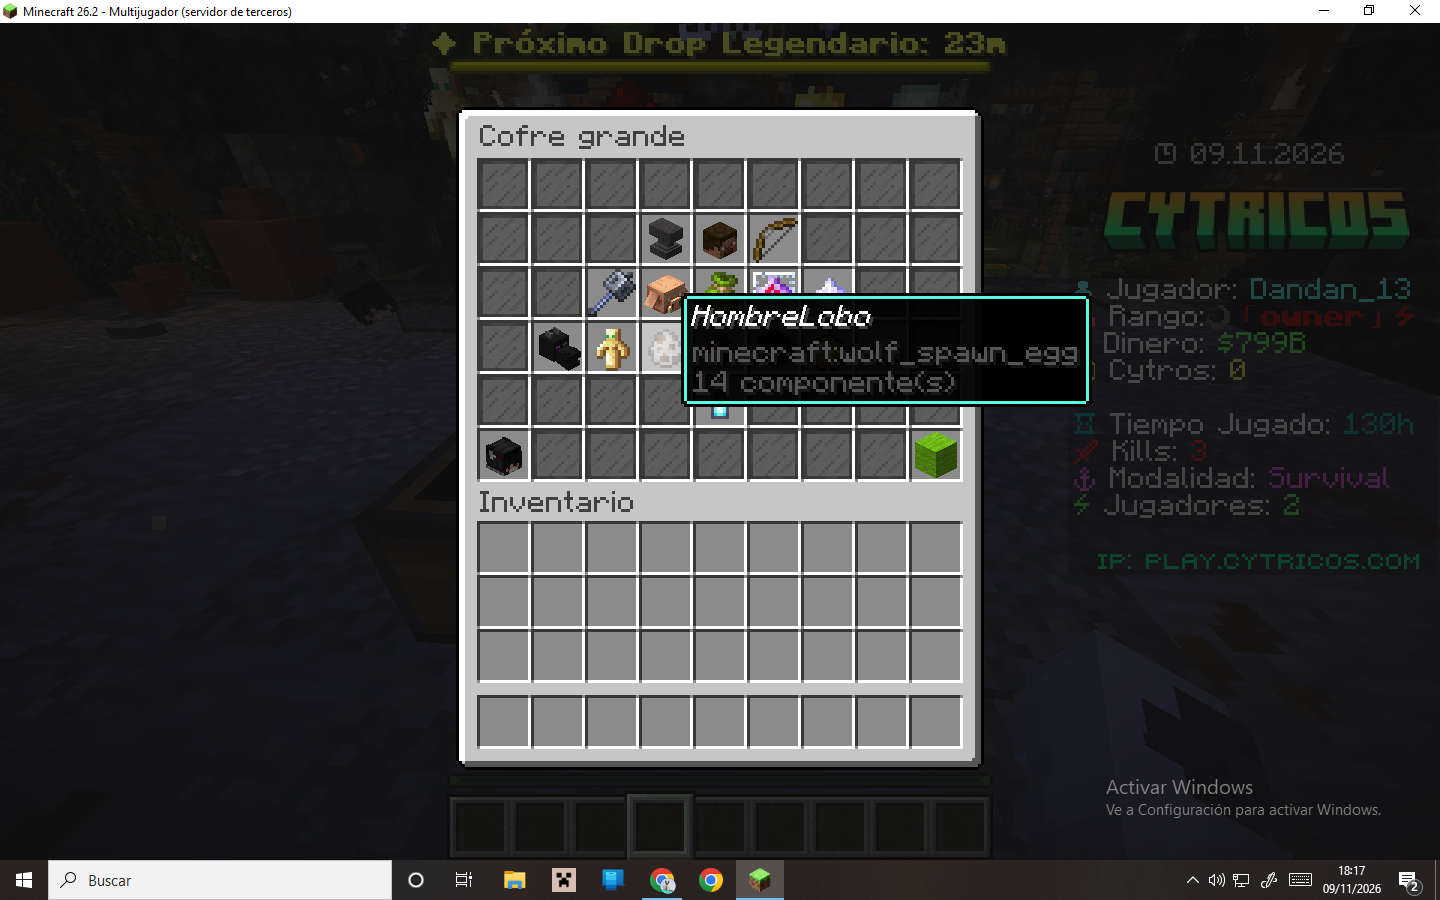 Minecraft 26.2 - Multijugador (servidor de terceros)
Próximo Drop Legendario: 23m
Cofre grande
HombreLobo
minecraft:wolf_spawn_egg
14 componente(s)
Inventario
09.11.2026
CYTRICOS
Jugador: Dandan_13
Rango: 「owner」
Dinero: $799B
Cytros: 0
Tiempo Jugado: 130h
Kills: 3
Modalidad: Survival
Jugadores: 2
IP: PLAY.CYTRICOS.COM
Activar Windows
Ve a Configuración para activar Windows.
Buscar
18:17
09/11/2026
2